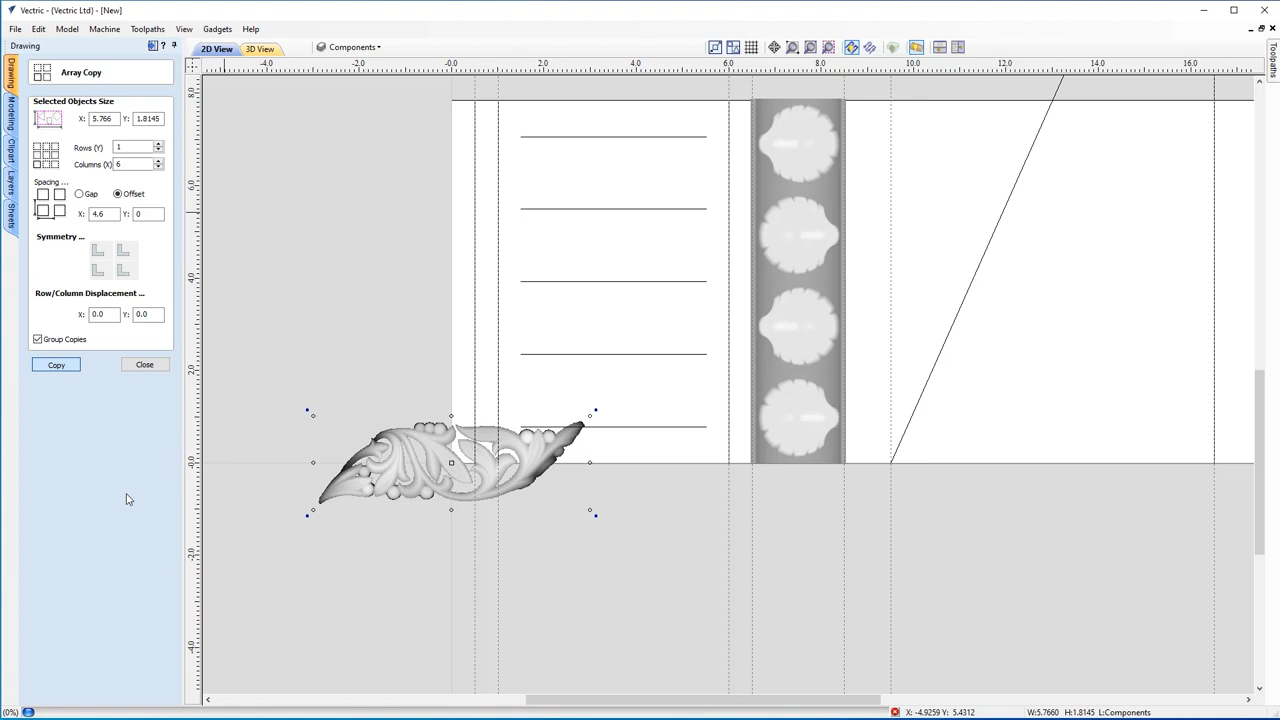 Vectric - {Vectric Ltd} - [New]
File Edit Model Machine Toolpaths View Gadgets Help
Drawing ?
2D View 3D View Components
Drawing
Modeling
Clipart
Layers
Sheets
Toolpaths
Array Copy
Selected Objects Size
X: 5.766 Y: 1.8145
Rows (Y) 1
Columns (X) 6
Spacing ...
Gap Offset
X: 4.6 Y: 0
Symmetry ...
Row/Column Displacement ...
X: 0.0 Y: 0.0
Group Copies
Copy Close
-4.0 -2.0 0.0 2.0 4.0 6.0 8.0 10.0 12.0 14.0 16.0
8.0
6.0
4.0
2.0
-0.0
-2.0
-4.0
(0%) X: -4.9259 Y: 5.4312 W:5.7660 H:1.8145 L:Components